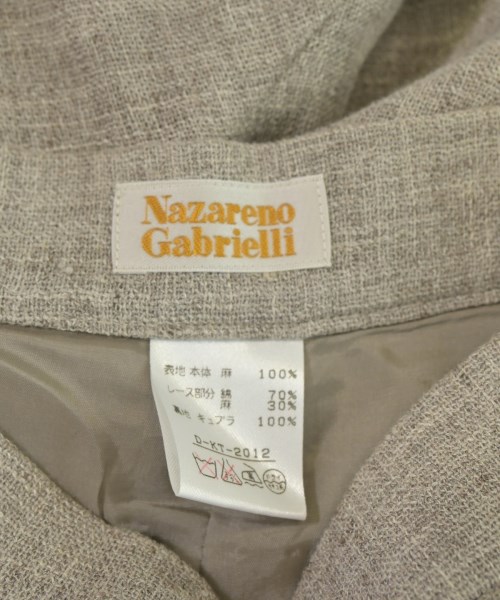 Nazareno
Gabrielli
表地 本体 麻 100%
レース部分 綿 70%
麻 30%
裏地 キュプラ 100%
D-KT-2012